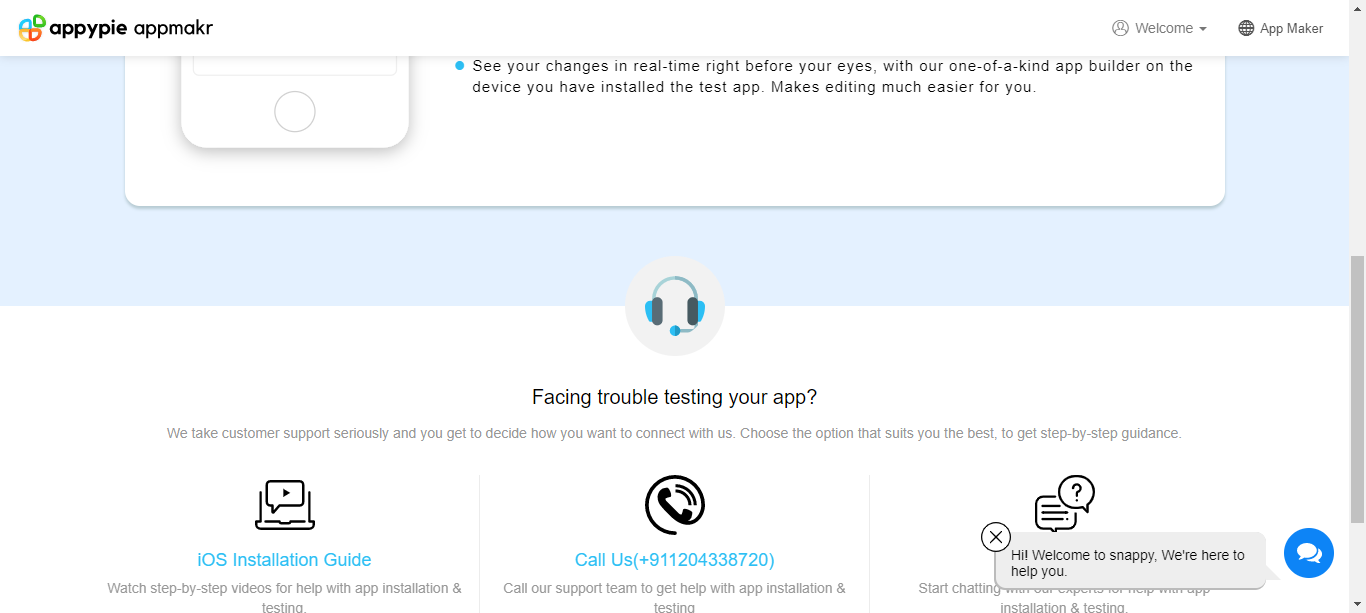 appypie appmakr
Welcome
App Maker
See your changes in real-time right before your eyes, with our one-of-a-kind app builder on the
device you have installed the test app. Makes editing much easier for you.
Facing trouble testing your app?
We take customer support seriously and you get to decide how you want to connect with us. Choose the option that suits you the best, to get step-by-step guidance.
iOS Installation Guide
Watch step-by-step videos for help with app installation &
testing.
Call Us(+911204338720)
Call our support team to get help with app installation &
testing
?
Hi! Welcome to snappy, We're here to
help you.
Start chatting with our experts for help with app
installation & testing.